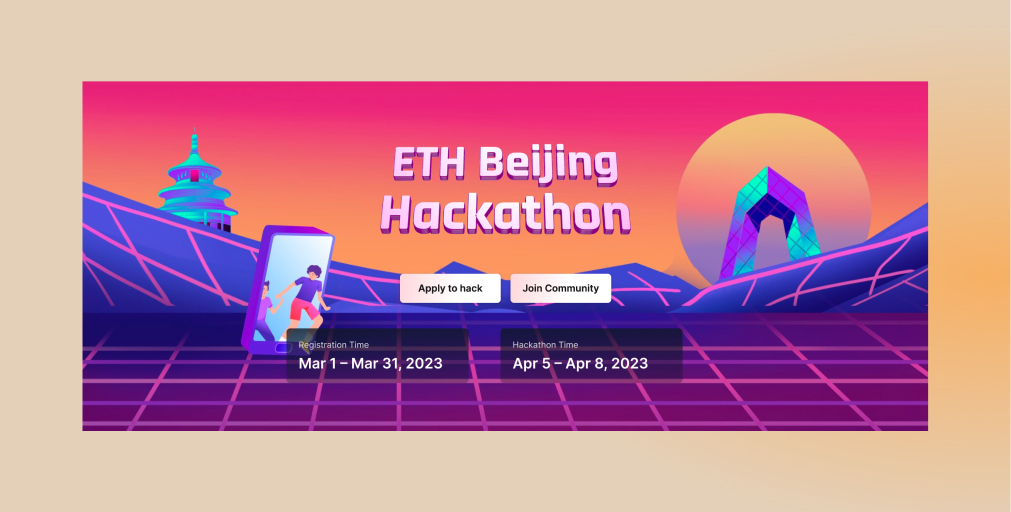 ETH Beijing
Hackathon
Apply to hack
Join Community
Registration Time
Mar 1 – Mar 31, 2023
Hackathon Time
Apr 5 – Apr 8, 2023